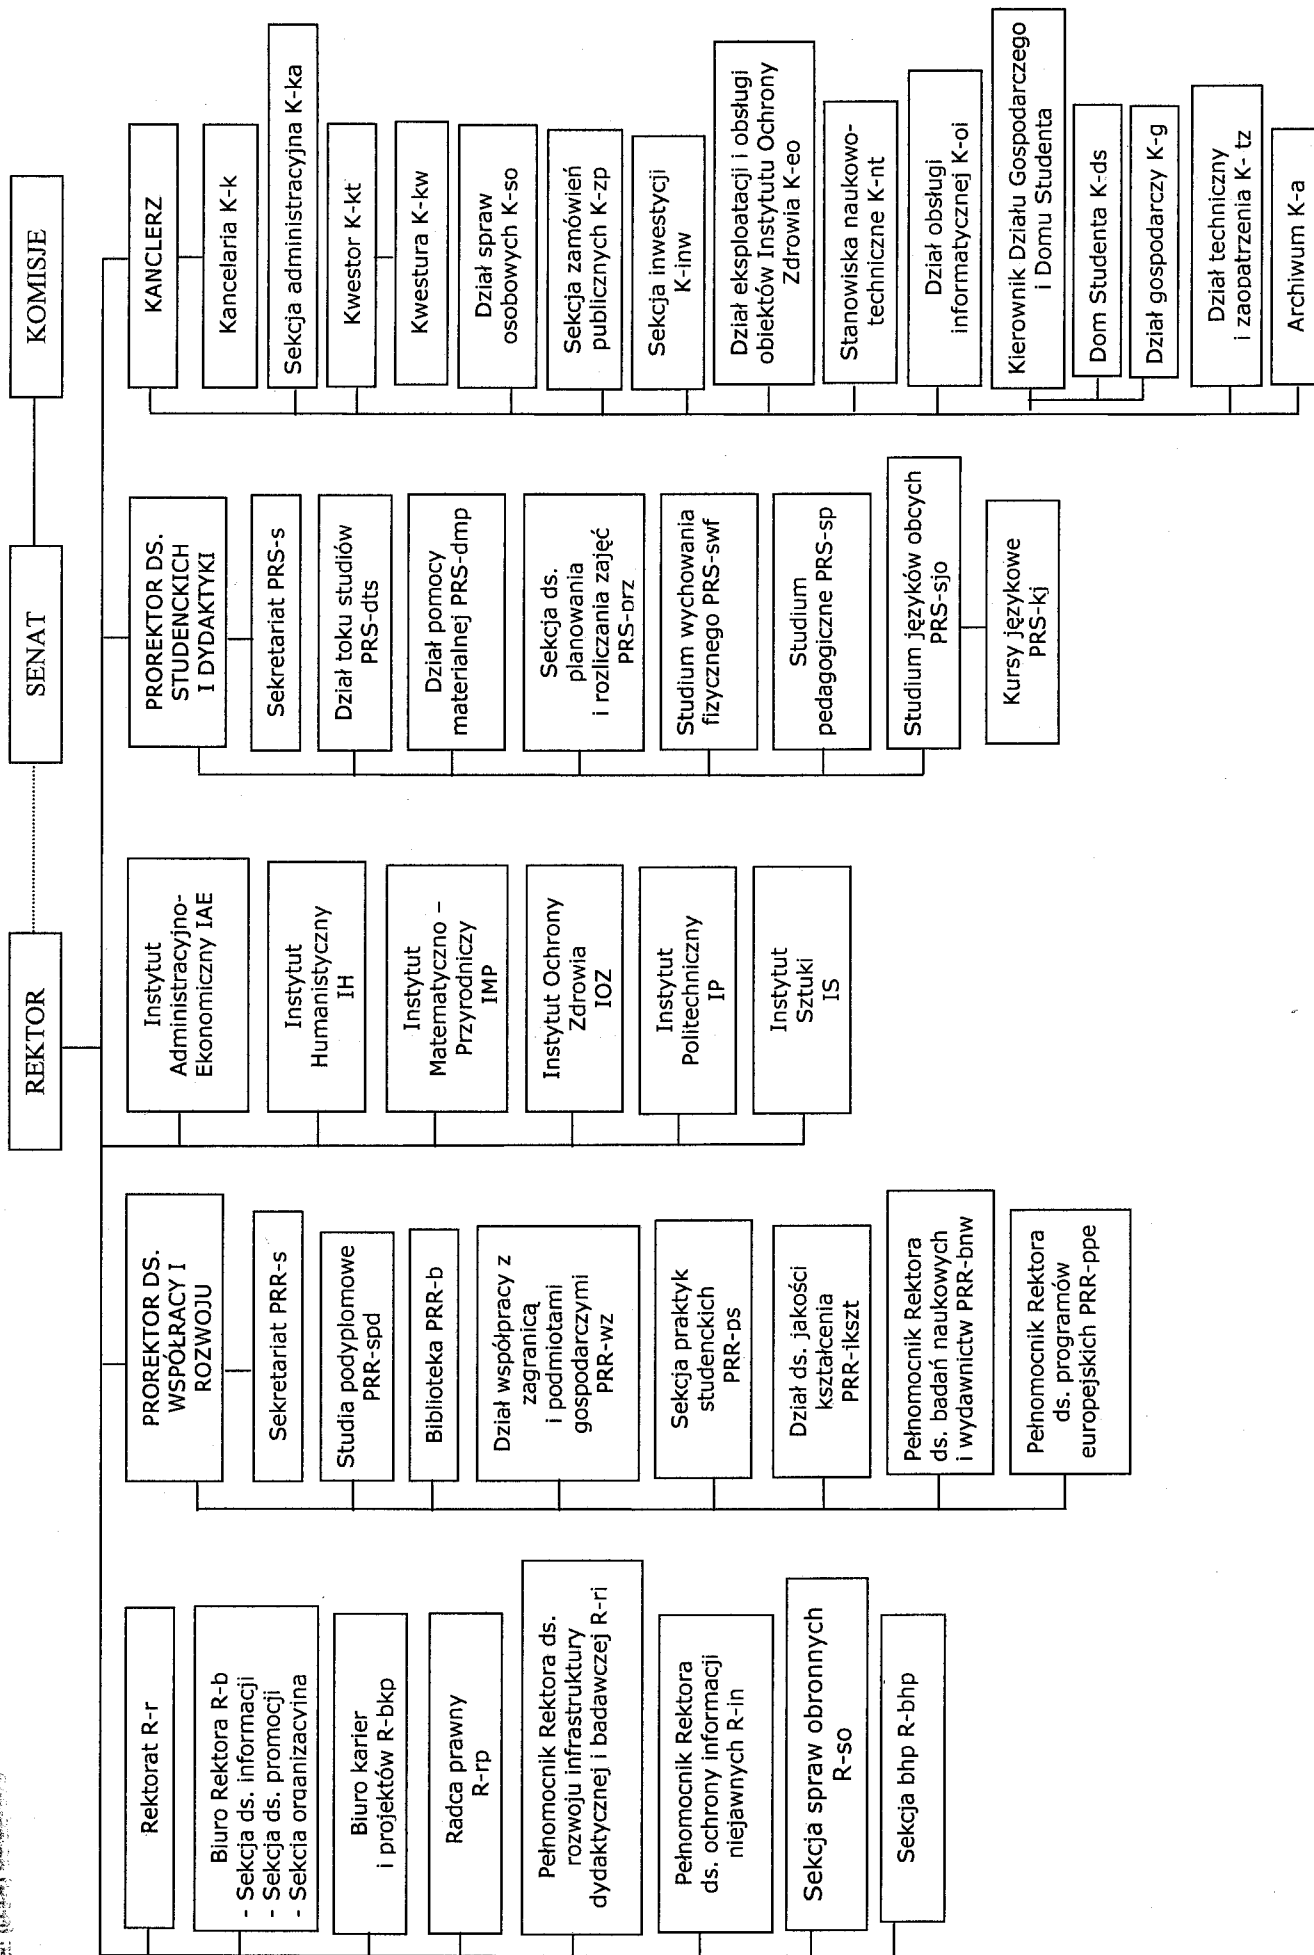 REKTOR
SENAT
KOMISJE
Rektorat R-r
Biuro Rektora R-b
- Sekcja ds. informacji
- Sekcja ds. promocji
- Sekcja organizacyjna
Biuro karier
i projektów R-bkp
Radca prawny
R-rp
Pełnomocnik Rektora ds.
rozwoju infrastruktury
dydaktycznej i badawczej R-ri
Pełnomocnik Rektora
ds. ochrony informacji
niejawnych R-in
Sekcja spraw obronnych
R-so
Sekcja bhp R-bhp
PROREKTOR DS.
WSPÓŁRACY I
ROZWOJU
Sekretariat PRR-s
Studia podyplomowe
PRR-spd
Biblioteka PRR-b
Dział współpracy z
zagranicą
i podmiotami
gospodarczymi
PRR-wz
Sekcja praktyk
studenckich
PRR-ps
Dział ds. jakości
kształcenia
PRR-jkszt
Pełnomocnik Rektora
ds. badań naukowych
i wydawnictw PRR-bnw
Pełnomocnik Rektora
ds. programów
europejskich PRR-ppe
Instytut
Administracyjno-
Ekonomiczny IAE
Instytut
Humanistyczny
IH
Instytut
Matematyczno –
Przyrodniczy
IMP
Instytut Ochrony
Zdrowia
IOZ
Instytut
Politechniczny
IP
Instytut
Sztuki
IS
PROREKTOR DS.
STUDENCKICH
I DYDAKTYKI
Sekretariat PRS-s
Dział toku studiów
PRS-dts
Dział pomocy
materialnej PRS-dmp
Sekcja ds.
planowania
i rozliczania zajęć
PRS-prz
Studium wychowania
fizycznego PRS-swf
Studium
pedagogiczne PRS-sp
Studium języków obcych
PRS-sjo
Kursy językowe
PRS-kj
KANCLERZ
Kancelaria K-k
Sekcja administracyjna K-ka
Kwestor K-kt
Kwestura K-kw
Dział spraw
osobowych K-so
Sekcja zamówień
publicznych K-zp
Sekcja inwestycji
K-inw
Dział eksploatacji i obsługi
obiektów Instytutu Ochrony
Zdrowia K-eo
Stanowiska naukowo-
techniczne K-nt
Dział obsługi
informatycznej K-oi
Kierownik Działu Gospodarczego
i Domu Studenta
Dom Studenta K-ds
Dział gospodarczy K-g
Dział techniczny
i zaopatrzenia K- tz
Archiwum K-a